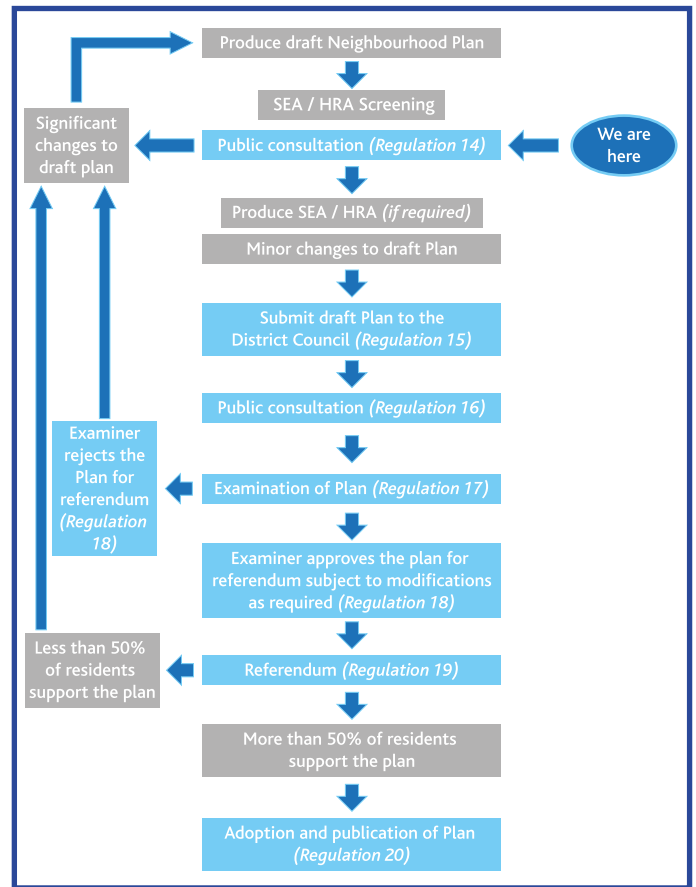 Produce draft Neighbourhood Plan
SEA / HRA Screening
Significant
changes to
draft plan
Public consultation (Regulation 14)
We are
here
Produce SEA / HRA (if required)
Minor changes to draft Plan
Submit draft Plan to the
District Council (Regulation 15)
Public consultation (Regulation 16)
Examiner
rejects the
Plan for
referendum
(Regulation
18)
Examination of Plan (Regulation 17)
Examiner approves the plan for
referendum subject to modifications
as required (Regulation 18)
Less than 50%
of residents
support the plan
Referendum (Regulation 19)
More than 50% of residents
support the plan
Adoption and publication of Plan
(Regulation 20)